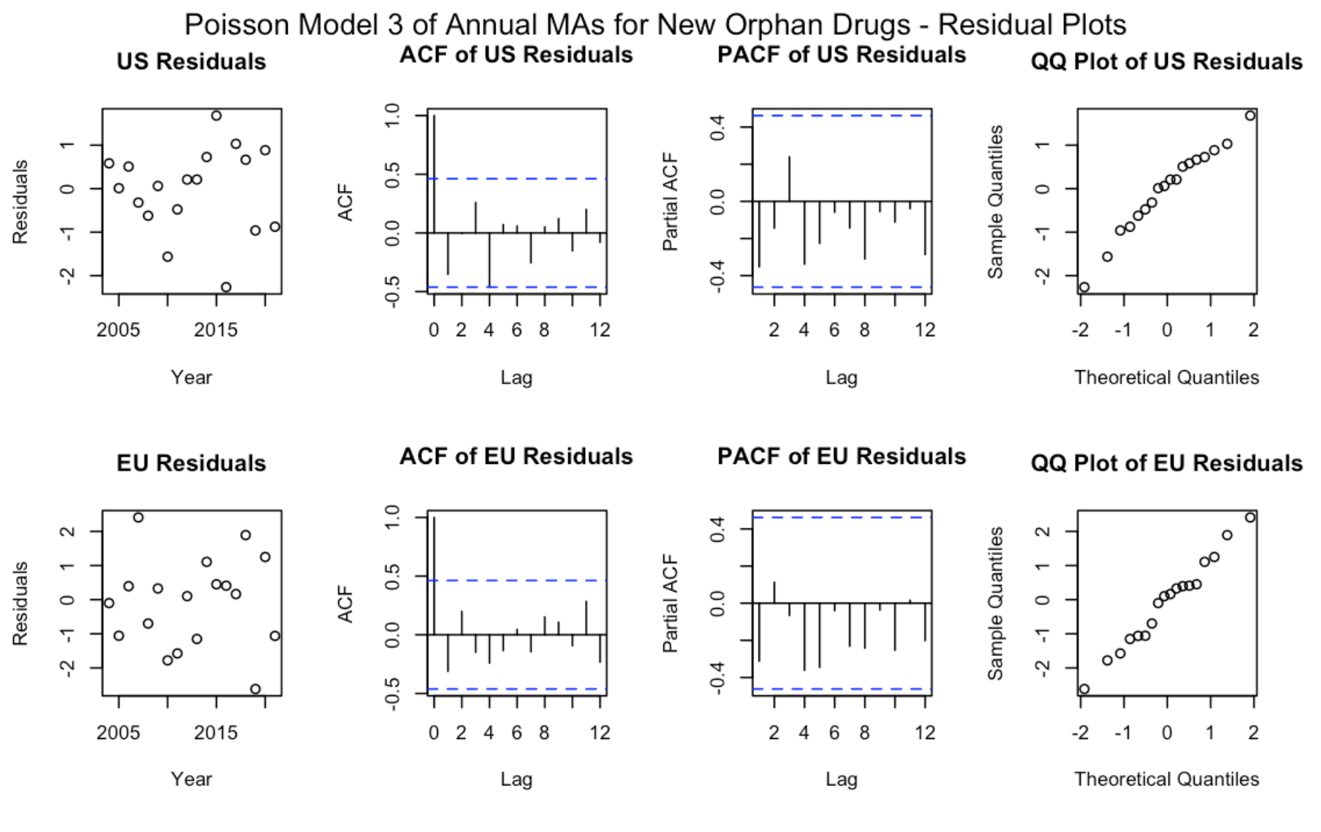 Poisson Model 3 of Annual MAs for New Orphan Drugs - Residual Plots
US Residuals
Residuals
1
0
-1
-2
2005 2015
Year
ACF of US Residuals
ACF
1.0
0.5
0.0
-0.5
0 2 4 6 8 12
Lag
PACF of US Residuals
Partial ACF
0.4
0.0
-0.4
2 4 6 8 12
Lag
QQ Plot of US Residuals
Sample Quantiles
1
0
-1
-2
-2 -1 0 1 2
Theoretical Quantiles
EU Residuals
Residuals
2
1
0
-1
-2
2005 2015
Year
ACF of EU Residuals
ACF
1.0
0.5
0.0
-0.5
0 2 4 6 8 12
Lag
PACF of EU Residuals
Partial ACF
0.4
0.0
-0.4
2 4 6 8 12
Lag
QQ Plot of EU Residuals
Sample Quantiles
2
1
0
-1
-2
-2 -1 0 1 2
Theoretical Quantiles